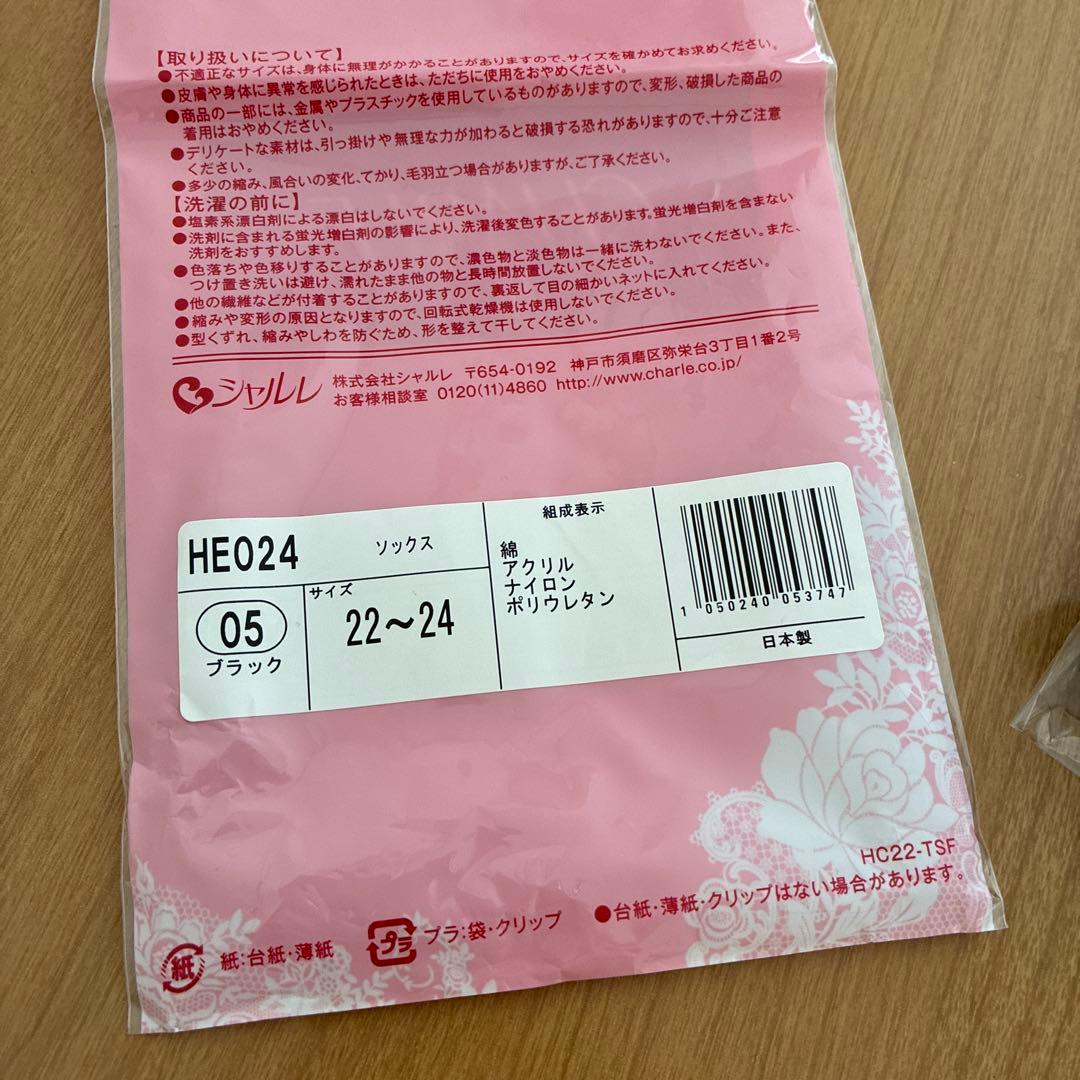 【取り扱いについて】
●不適正なサイズは、身体に無理がかかることがありますので、サイズを確かめてお求めください。
●皮膚や身体に異常を感じられたときは、ただちに使用をおやめください。
●商品の一部には、金属やプラスチックを使用しているものがありますので、変形、破損した商品の
着用はおやめください。
●デリケートな素材は、引っ掛けや無理な力が加わると破損する恐れがありますので、十分ご注意
ください。
●多少の縮み、風合いの変化、てかり、毛羽立つ場合がありますが、ご了承ください。
【洗濯の前に】
●塩素系漂白剤による漂白はしないでください。
●洗剤に含まれる蛍光増白剤の影響により、洗濯後変色することがあります。蛍光増白剤を含まない
洗剤をおすすめします。
●色落ちや色移りすることがありますので、濃色物と淡色物は一緒に洗わないでください。また、
つけ置き洗いは避け、濡れたまま他の物と長時間放置しないでください。
●他の繊維などが付着することがありますので、裏返して目の細かいネットに入れてください。
●縮みや変形の原因となりますので、回転式乾燥機は使用しないでください。
●型くずれ、縮みやしわを防ぐため、形を整えて干してください。
シャルレ 株式会社シャルレ 〒654-0192 神戸市須磨区弥栄台3丁目1番2号
お客様相談室 0120(11)4860 http://www.charle.co.jp/
HE024 ソックス
05
ブラック
サイズ
22～24
組成表示
綿
アクリル
ナイロン
ポリウレタン
1 050240 053747
日本製
HC22-TSF
●台紙・薄紙・クリップはない場合があります。
紙 紙:台紙・薄紙 プラ プラ:袋・クリップ